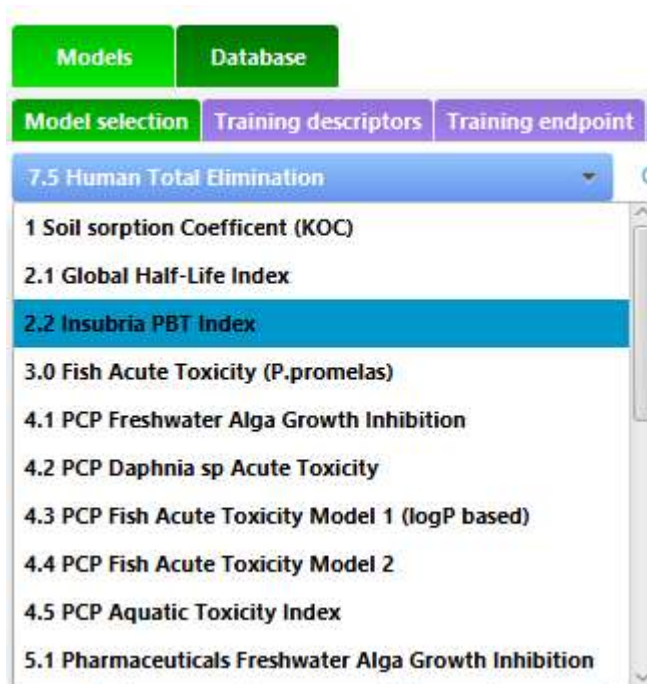 Models Database
Model selection Training descriptors Training endpoint
7.5 Human Total Elimination
1 Soil sorption Coefficent (KOC)
2.1 Global Half-Life Index
2.2 Insubria PBT Index
3.0 Fish Acute Toxicity (P.promelas)
4.1 PCP Freshwater Alga Growth Inhibition
4.2 PCP Daphnia sp Acute Toxicity
4.3 PCP Fish Acute Toxicity Model 1 (logP based)
4.4 PCP Fish Acute Toxicity Model 2
4.5 PCP Aquatic Toxicity Index
5.1 Pharmaceuticals Freshwater Alga Growth Inhibition